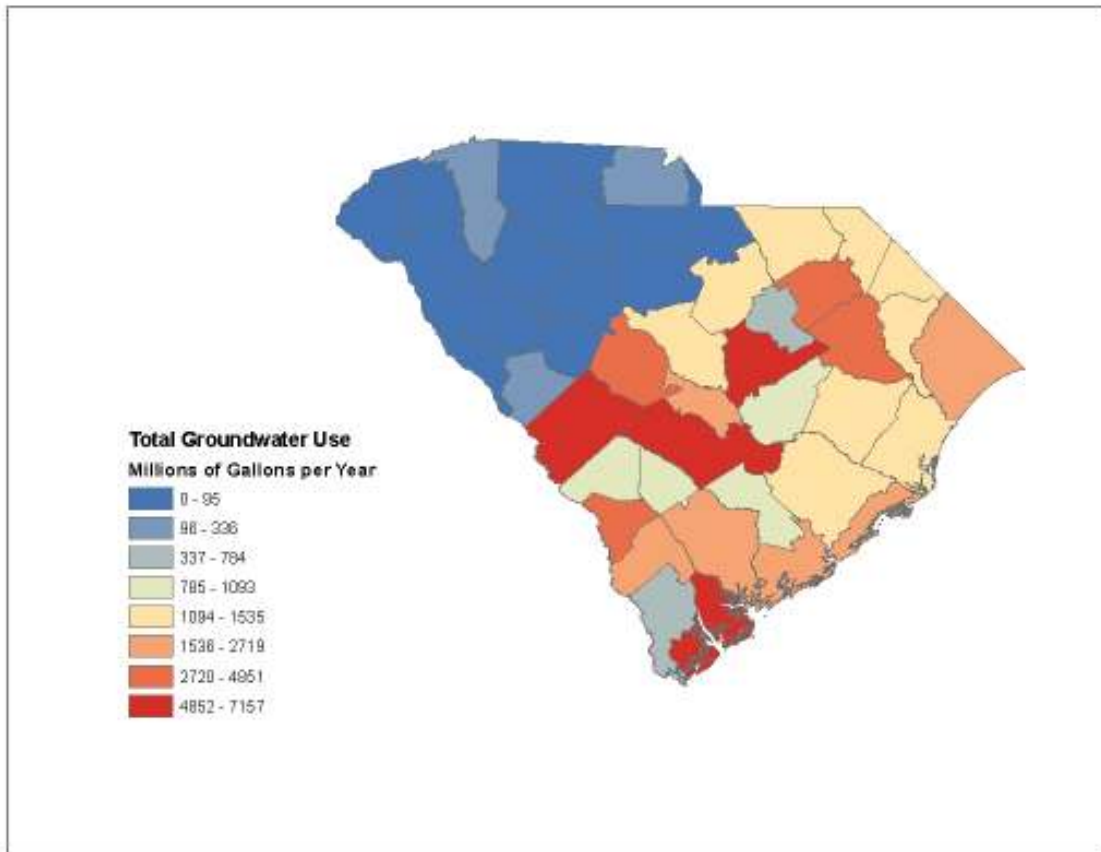 Total Groundwater Use
Millions of Gallons per Year
0 - 95
96 - 336
337 - 784
785 - 1093
1094 - 1535
1536 - 2719
2720 - 4851
4852 - 7157